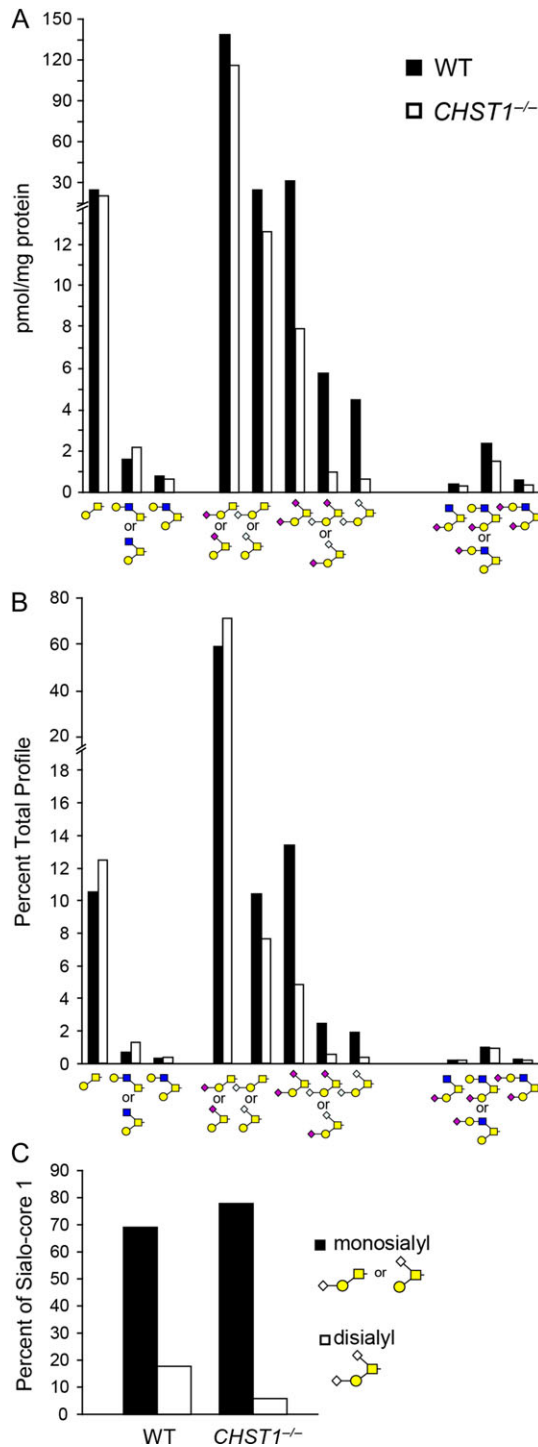 A
WT
CHST1–/–
pmol/mg protein
150
120
90
60
30
12
10
8
6
4
2
0
or
or or
or
or
B
Percent Total Profile
80
60
40
20
18
16
14
12
10
8
6
4
2
0
or
or or
or
or
C
Percent of Sialo-core 1
90
80
70
60
50
40
30
20
10
0
WT CHST1–/–
monosialyl
or
disialyl